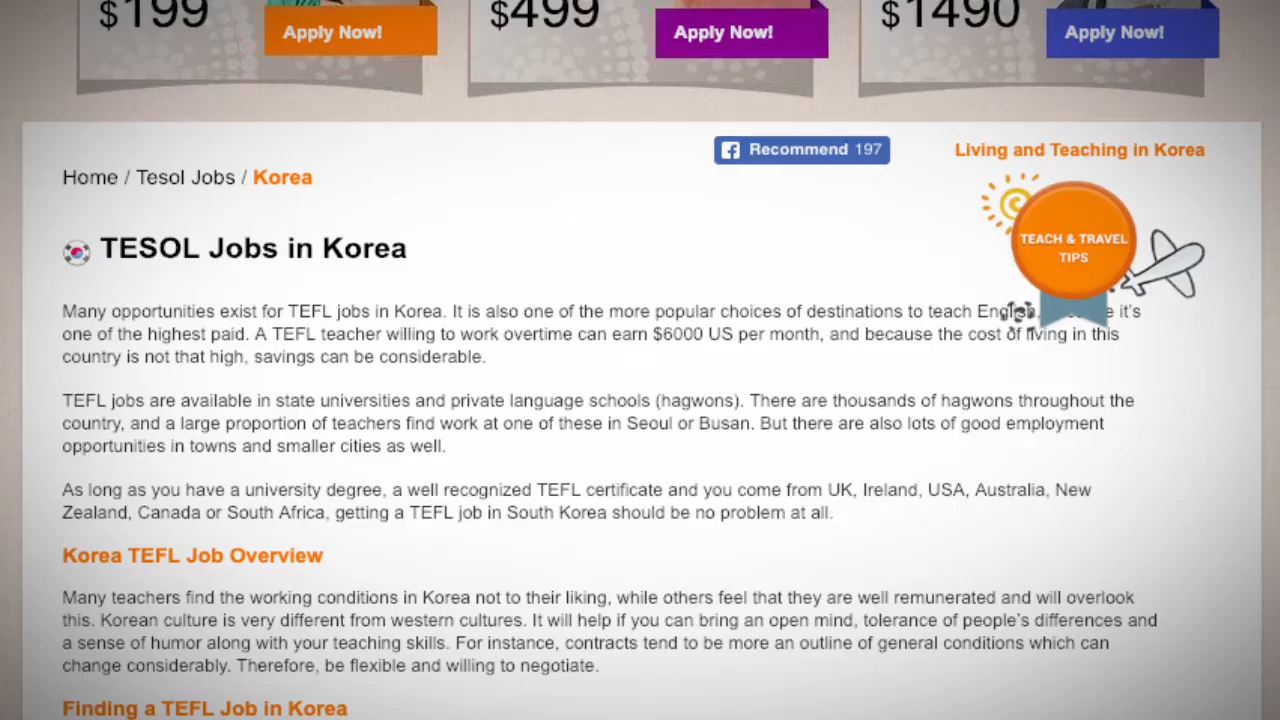 $199
Apply Now!
$499
Apply Now!
$1490
Apply Now!
Recommend 197
Living and Teaching in Korea
Home / Tesol Jobs / Korea
TEACH & TRAVEL
TIPS
TESOL Jobs in Korea
Many opportunities exist for TEFL jobs in Korea. It is also one of the more popular choices of destinations to teach English, it's
one of the highest paid. A TEFL teacher willing to work overtime can earn $6000 US per month, and because the cost of living in this
country is not that high, savings can be considerable.
TEFL jobs are available in state universities and private language schools (hagwons). There are thousands of hagwons throughout the
country, and a large proportion of teachers find work at one of these in Seoul or Busan. But there are also lots of good employment
opportunities in towns and smaller cities as well.
As long as you have a university degree, a well recognized TEFL certificate and you come from UK, Ireland, USA, Australia, New
Zealand, Canada or South Africa, getting a TEFL job in South Korea should be no problem at all.
Korea TEFL Job Overview
Many teachers find the working conditions in Korea not to their liking, while others feel that they are well remunerated and will overlook
this. Korean culture is very different from western cultures. It will help if you can bring an open mind, tolerance of people's differences and
a sense of humor along with your teaching skills. For instance, contracts tend to be more an outline of general conditions which can
change considerably. Therefore, be flexible and willing to negotiate.
Finding a TEFL Job in Korea